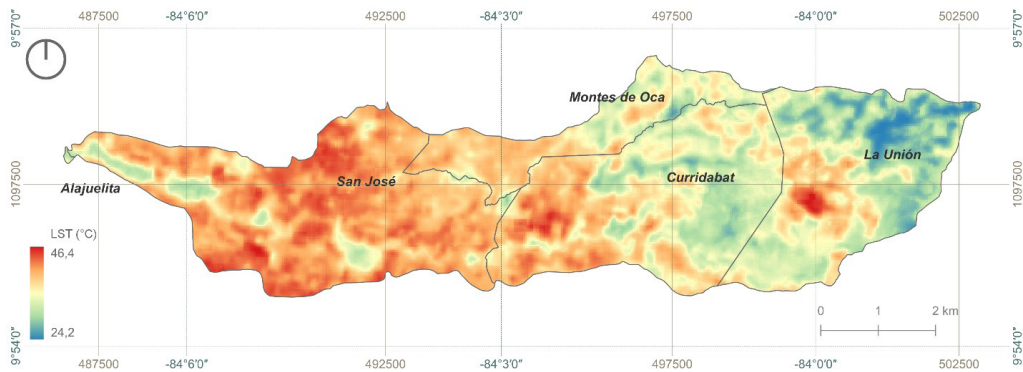 487500 -84°6'0" 492500 -84°3'0" 497500 -84°0'0" 502500
9°57'0" 9°57'0"
Montes de Oca
La Unión
Curridabat
San José
Alajuelita
1097500 1097500
LST (°C)
46,4
24,2
0 1 2 km
9°54'0" 9°54'0"
487500 -84°6'0" 492500 -84°3'0" 497500 -84°0'0" 502500